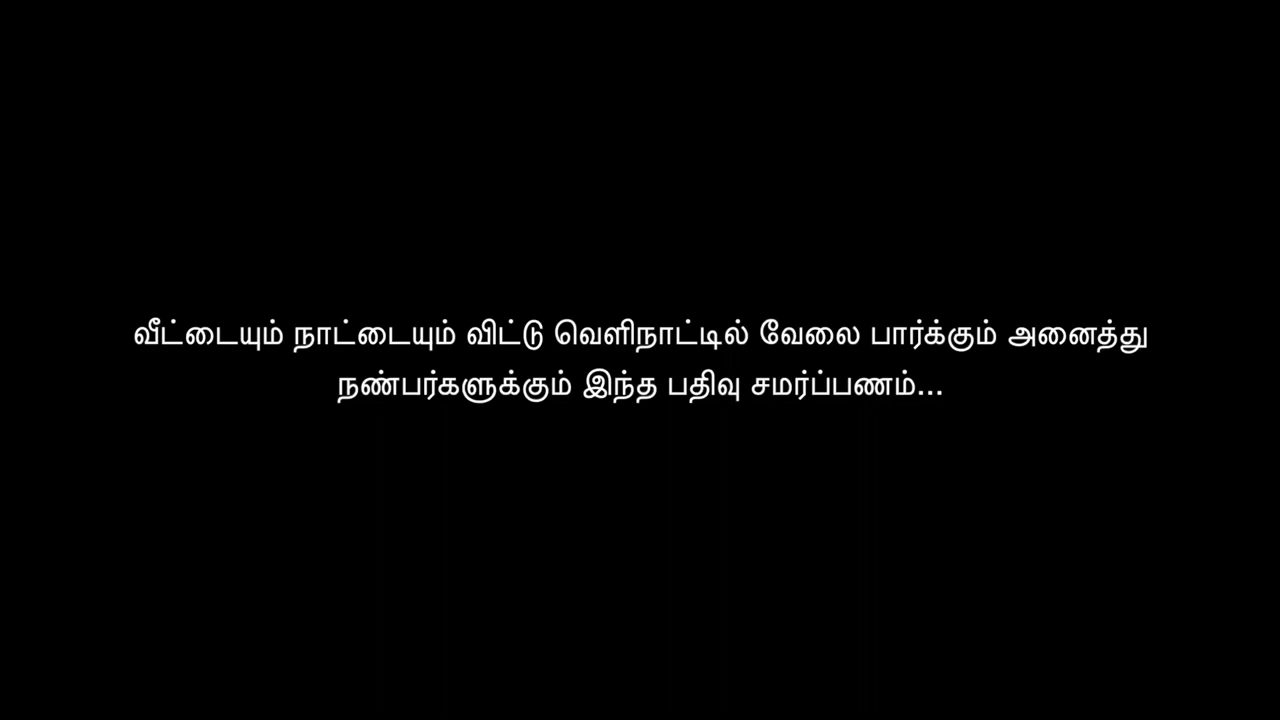 வீட்டையும் நாட்டையும் விட்டு வெளிநாட்டில் வேலை பார்க்கும் அனைத்து
நண்பர்களுக்கும் இந்த பதிவு சமர்ப்பணம்...